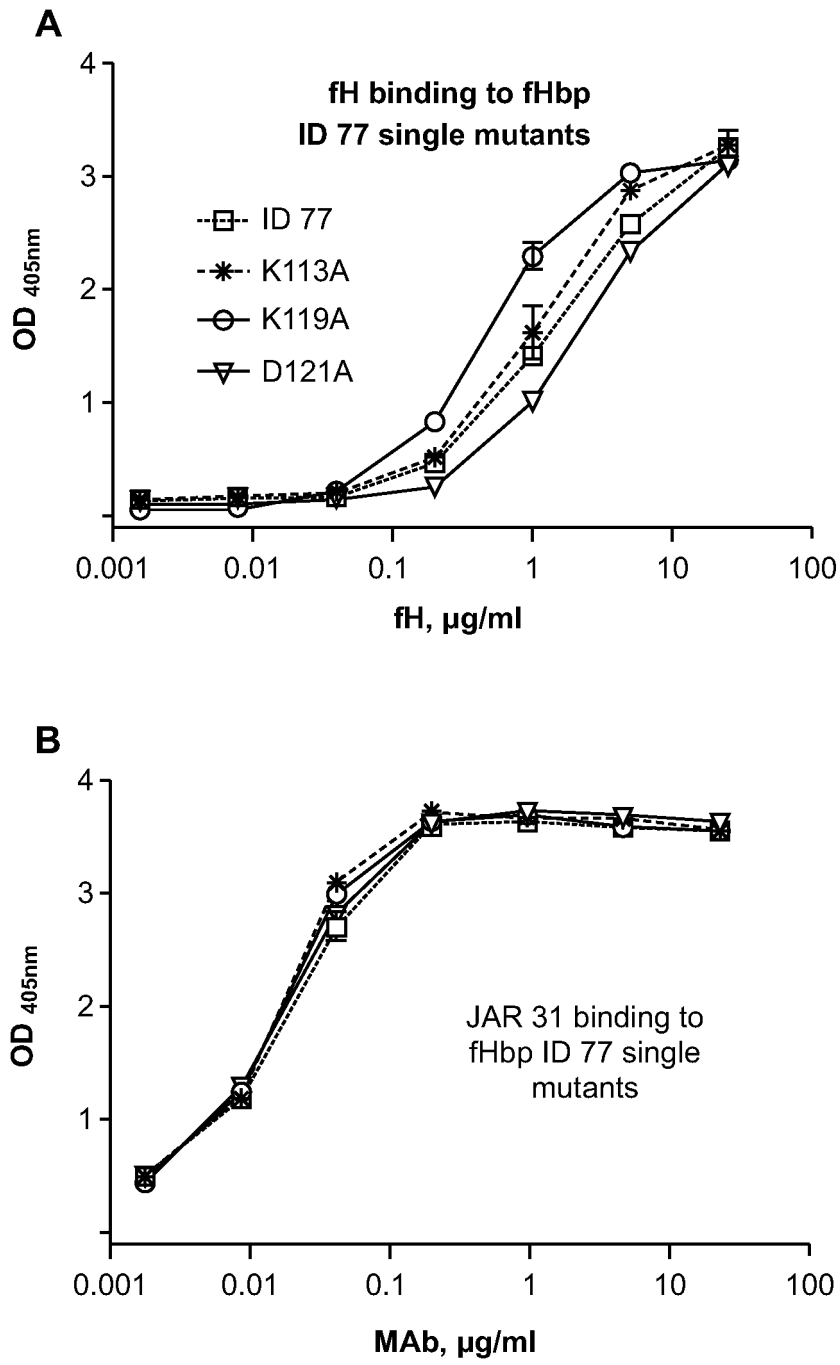 A
fH binding to fHbp
ID 77 single mutants
ID 77
K113A
K119A
D121A
OD 405nm
4
3
2
1
0.001 0.01 0.1 1 10 100
fH, µg/ml
B
OD 405nm
4
3
2
1
JAR 31 binding to
fHbp ID 77 single
mutants
0.001 0.01 0.1 1 10 100
MAb, µg/ml